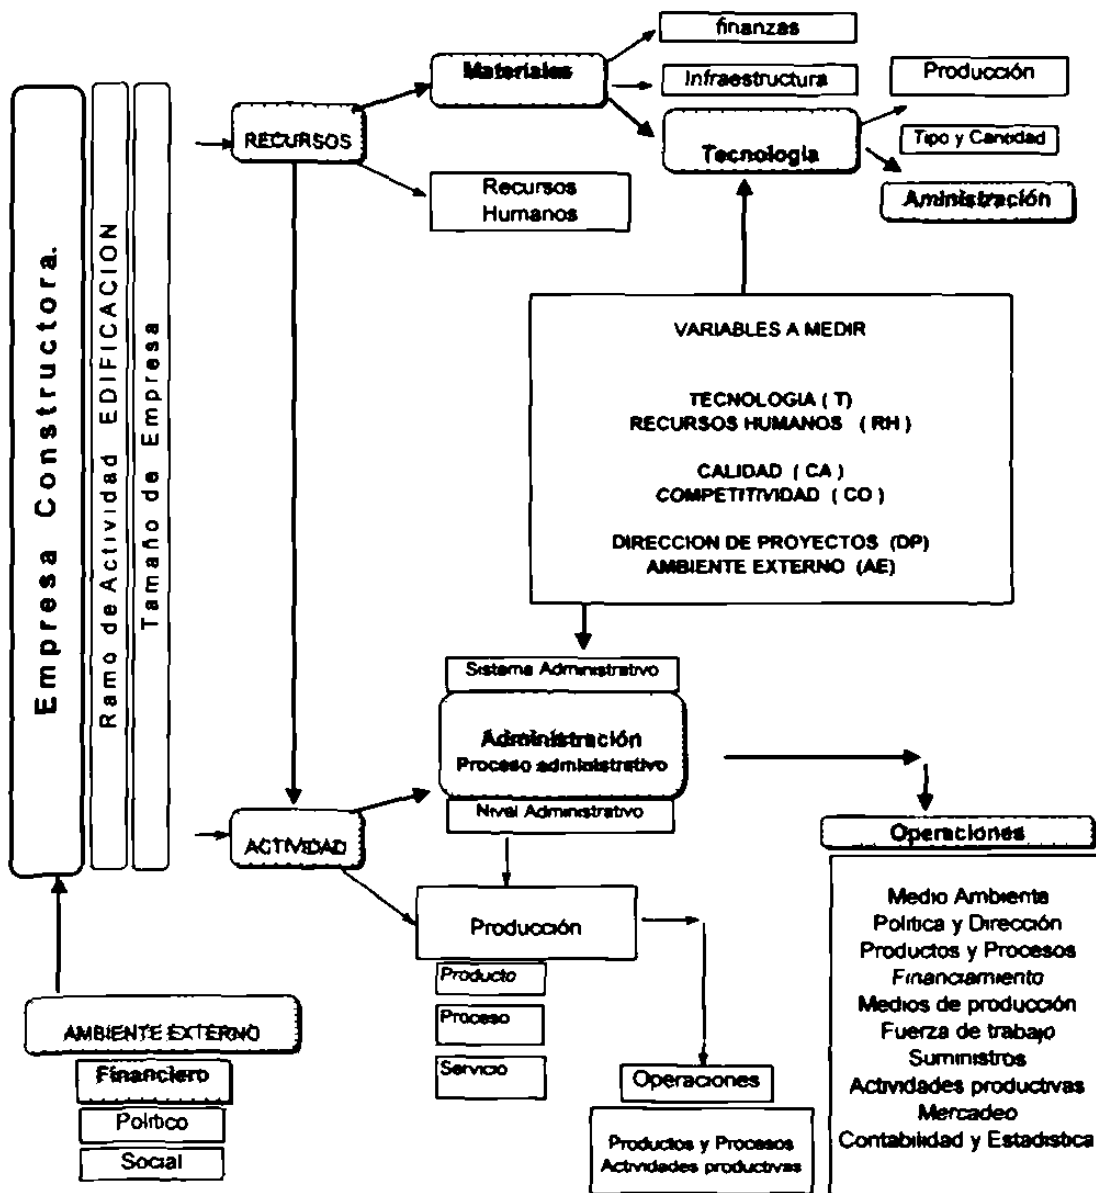 finanzas
Materiales
Infraestructura
Producción
RECURSOS
Tecnologia
Tipo y Cantidad
Recursos
Humanos
Aministración
Empresa Constructora.
Ramo de Actividad EDIFICACION
Tamaño de Empresa
VARIABLES A MEDIR
TECNOLOGIA ( T)
RECURSOS HUMANOS ( RH )
CALIDAD ( CA )
COMPETITIVIDAD ( CO )
DIRECCION DE PROYECTOS (DP)
AMBIENTE EXTERNO (AE)
Sistema Administrativo
Administración
Proceso administrativo
Nivel Administrativo
ACTIVIDAD
Operaciones
Medio Ambiente
Politica y Dirección
Productos y Procesos
Financiamiento
Medios de producción
Fuerza de trabajo
Suministros
Actividades productivas
Mercadeo
Contabilidad y Estadistica
Producción
Producto
Proceso
Servicio
AMBIENTE EXTERNO
Financiero
Politico
Social
Operaciones
Productos y Procesos
Actividades productivas